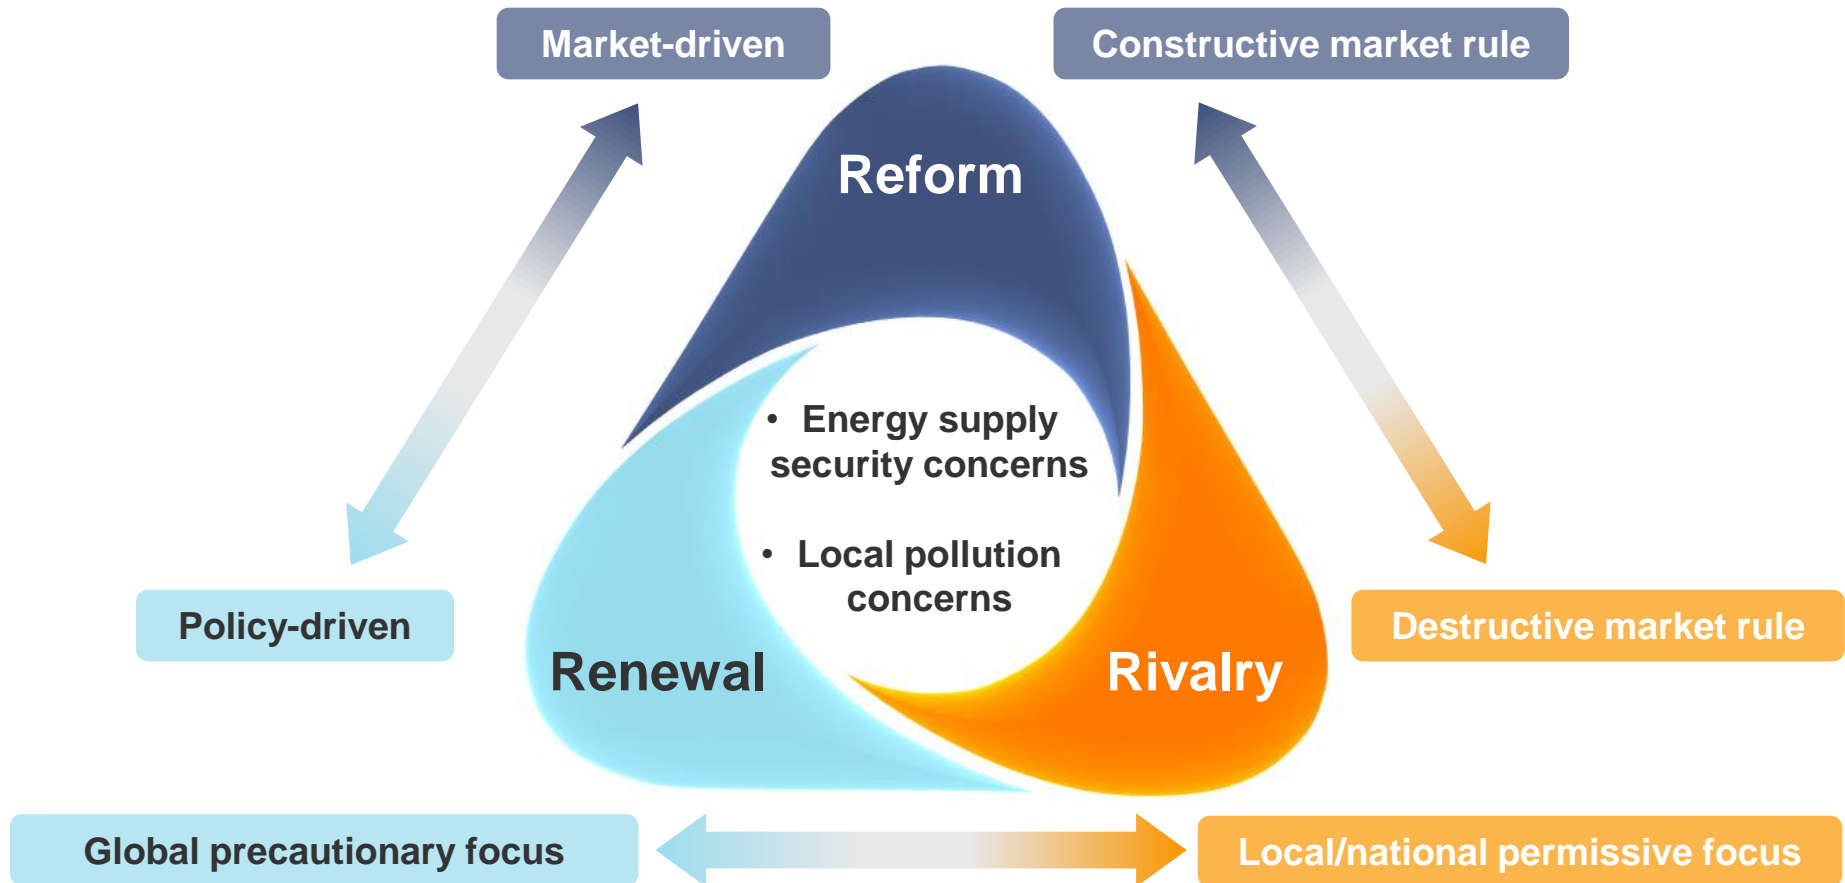 Market-driven
Constructive market rule
Reform
• Energy supply
security concerns
• Local pollution
concerns
Policy-driven
Destructive market rule
Renewal
Rivalry
Global precautionary focus
Local/national permissive focus